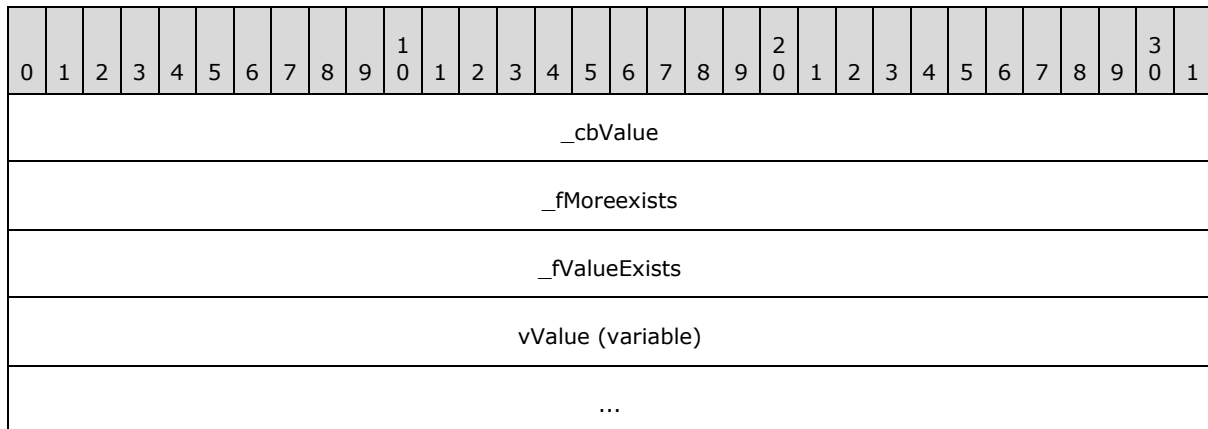 1 2 3
0 1 2 3 4 5 6 7 8 9 0 1 2 3 4 5 6 7 8 9 0 1 2 3 4 5 6 7 8 9 0 1
_cbValue
_fMoreexists
_fValueExists
vValue (variable)
...